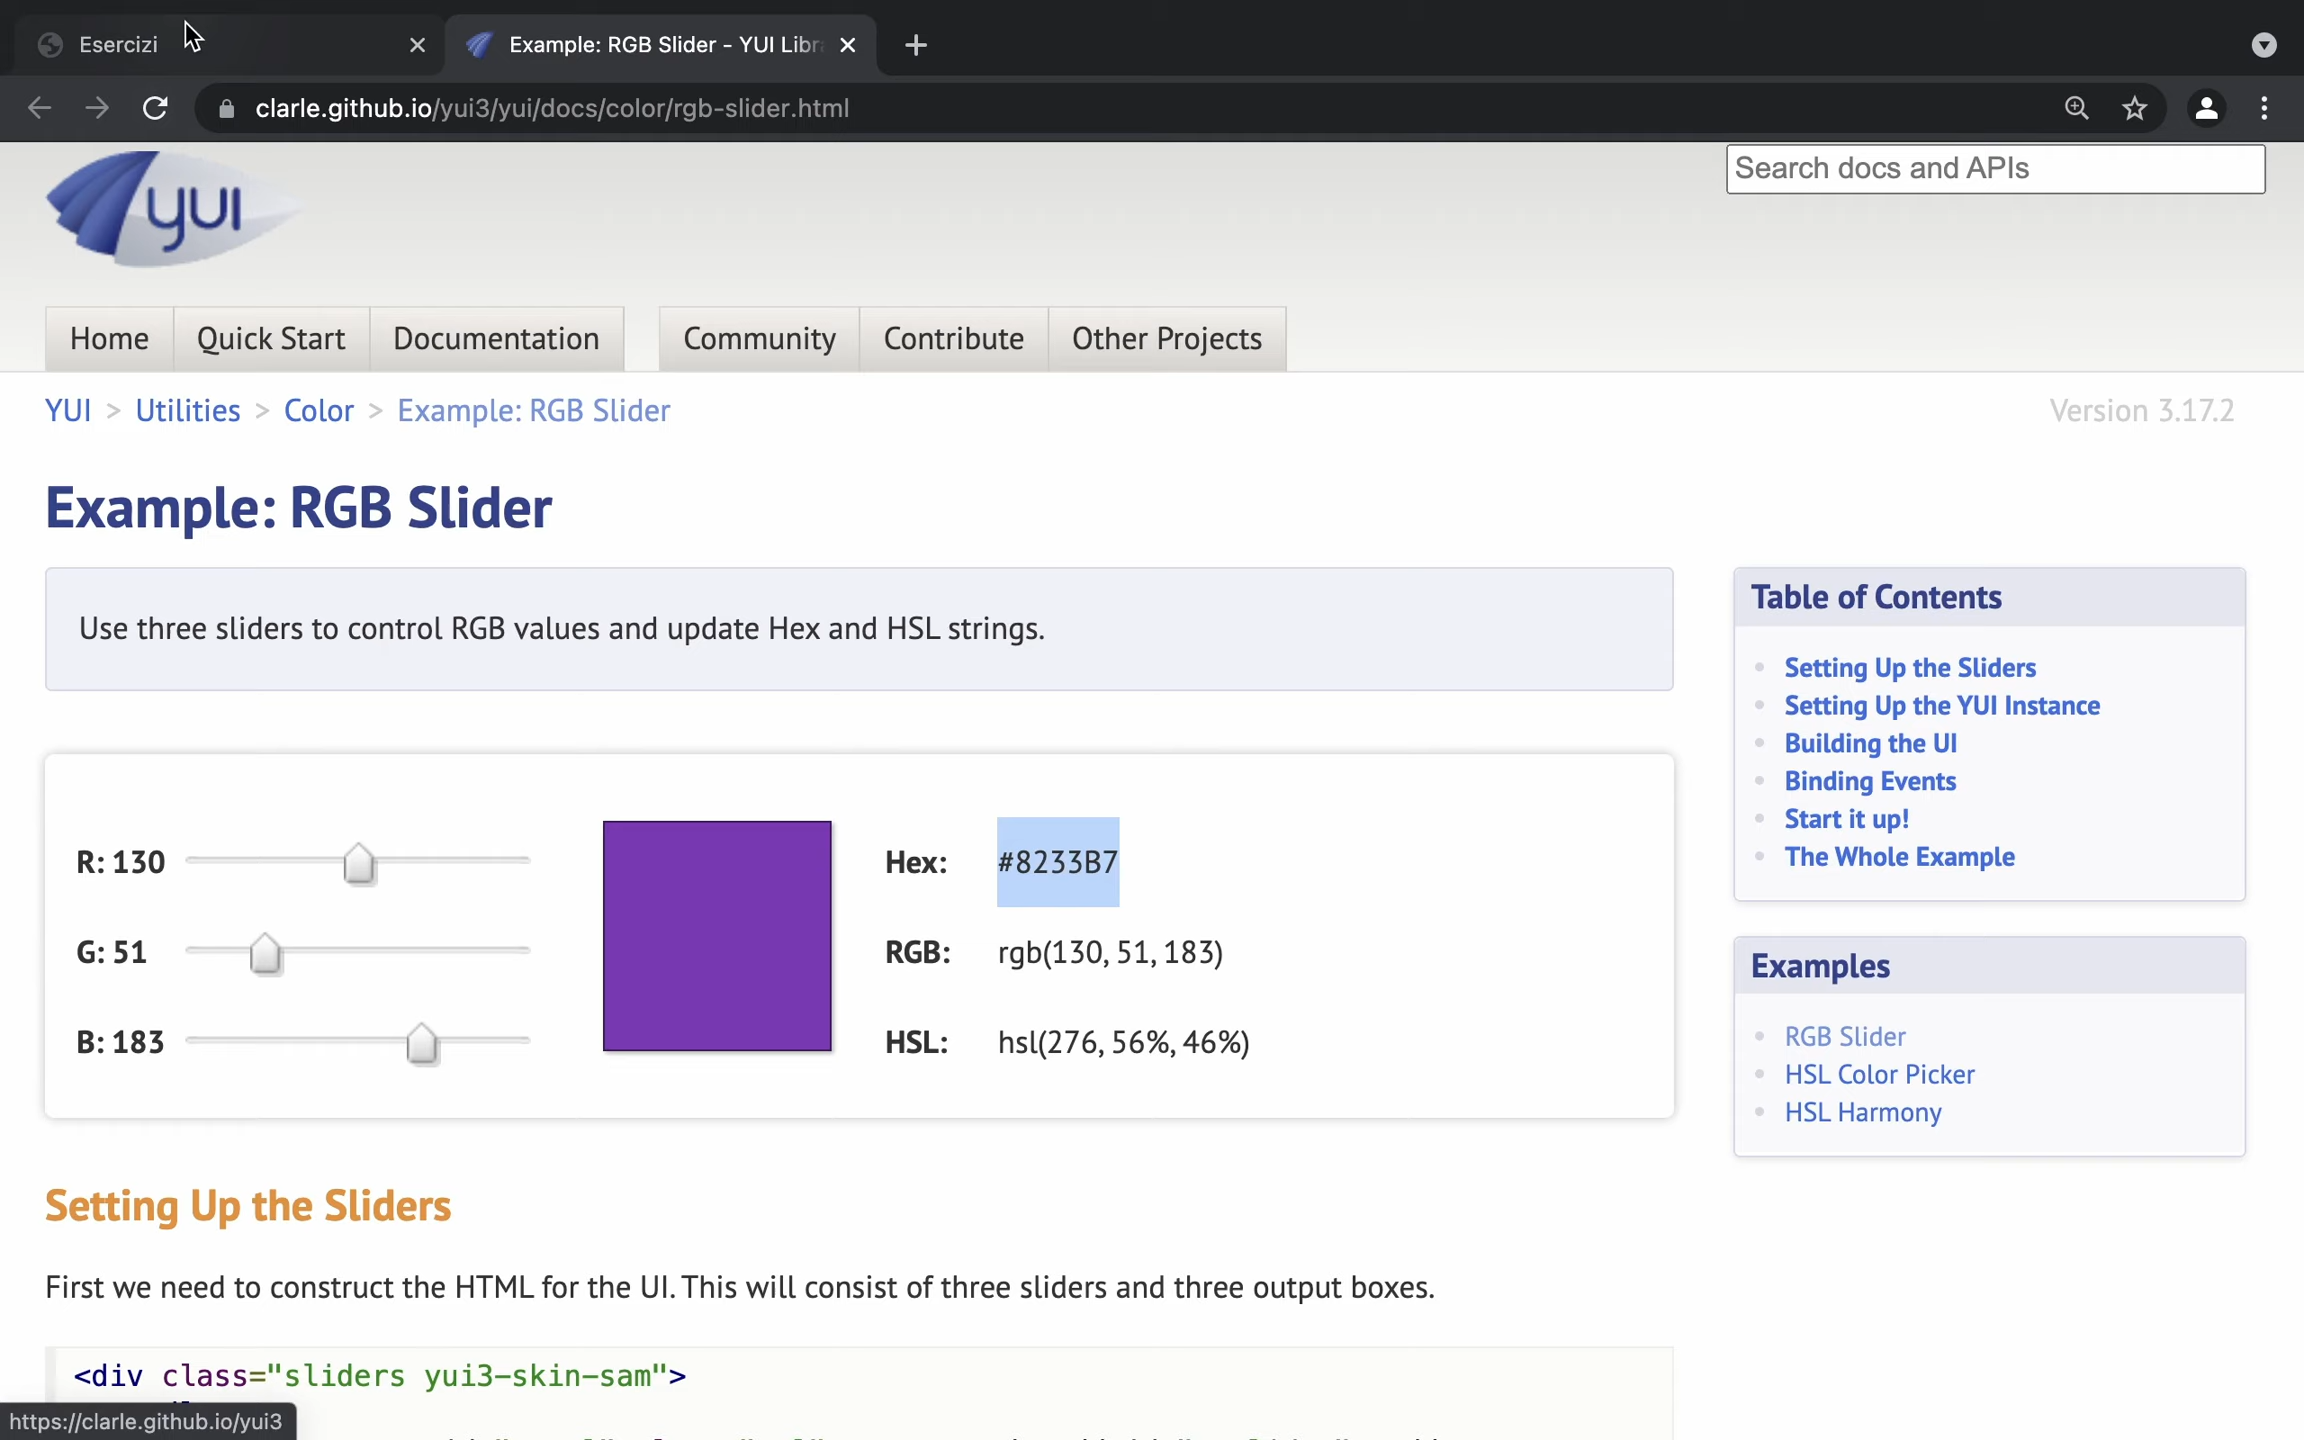 Esercizi
Example: RGB Slider - YUI Libr
clarle.github.io/yui3/yui/docs/color/rgb-slider.html
yui
Search docs and APIs
Home
Quick Start
Documentation
Community
Contribute
Other Projects
YUI > Utilities > Color > Example: RGB Slider
Version 3.17.2
Example: RGB Slider
Use three sliders to control RGB values and update Hex and HSL strings.
R: 130
G: 51
B: 183
Hex: #8233B7
RGB: rgb(130, 51, 183)
HSL: hsl(276, 56%, 46%)
Table of Contents
Setting Up the Sliders
Setting Up the YUI Instance
Building the UI
Binding Events
Start it up!
The Whole Example
Examples
RGB Slider
HSL Color Picker
HSL Harmony
Setting Up the Sliders
First we need to construct the HTML for the UI. This will consist of three sliders and three output boxes.
<div class="sliders yui3-skin-sam">
https://clarle.github.io/yui3